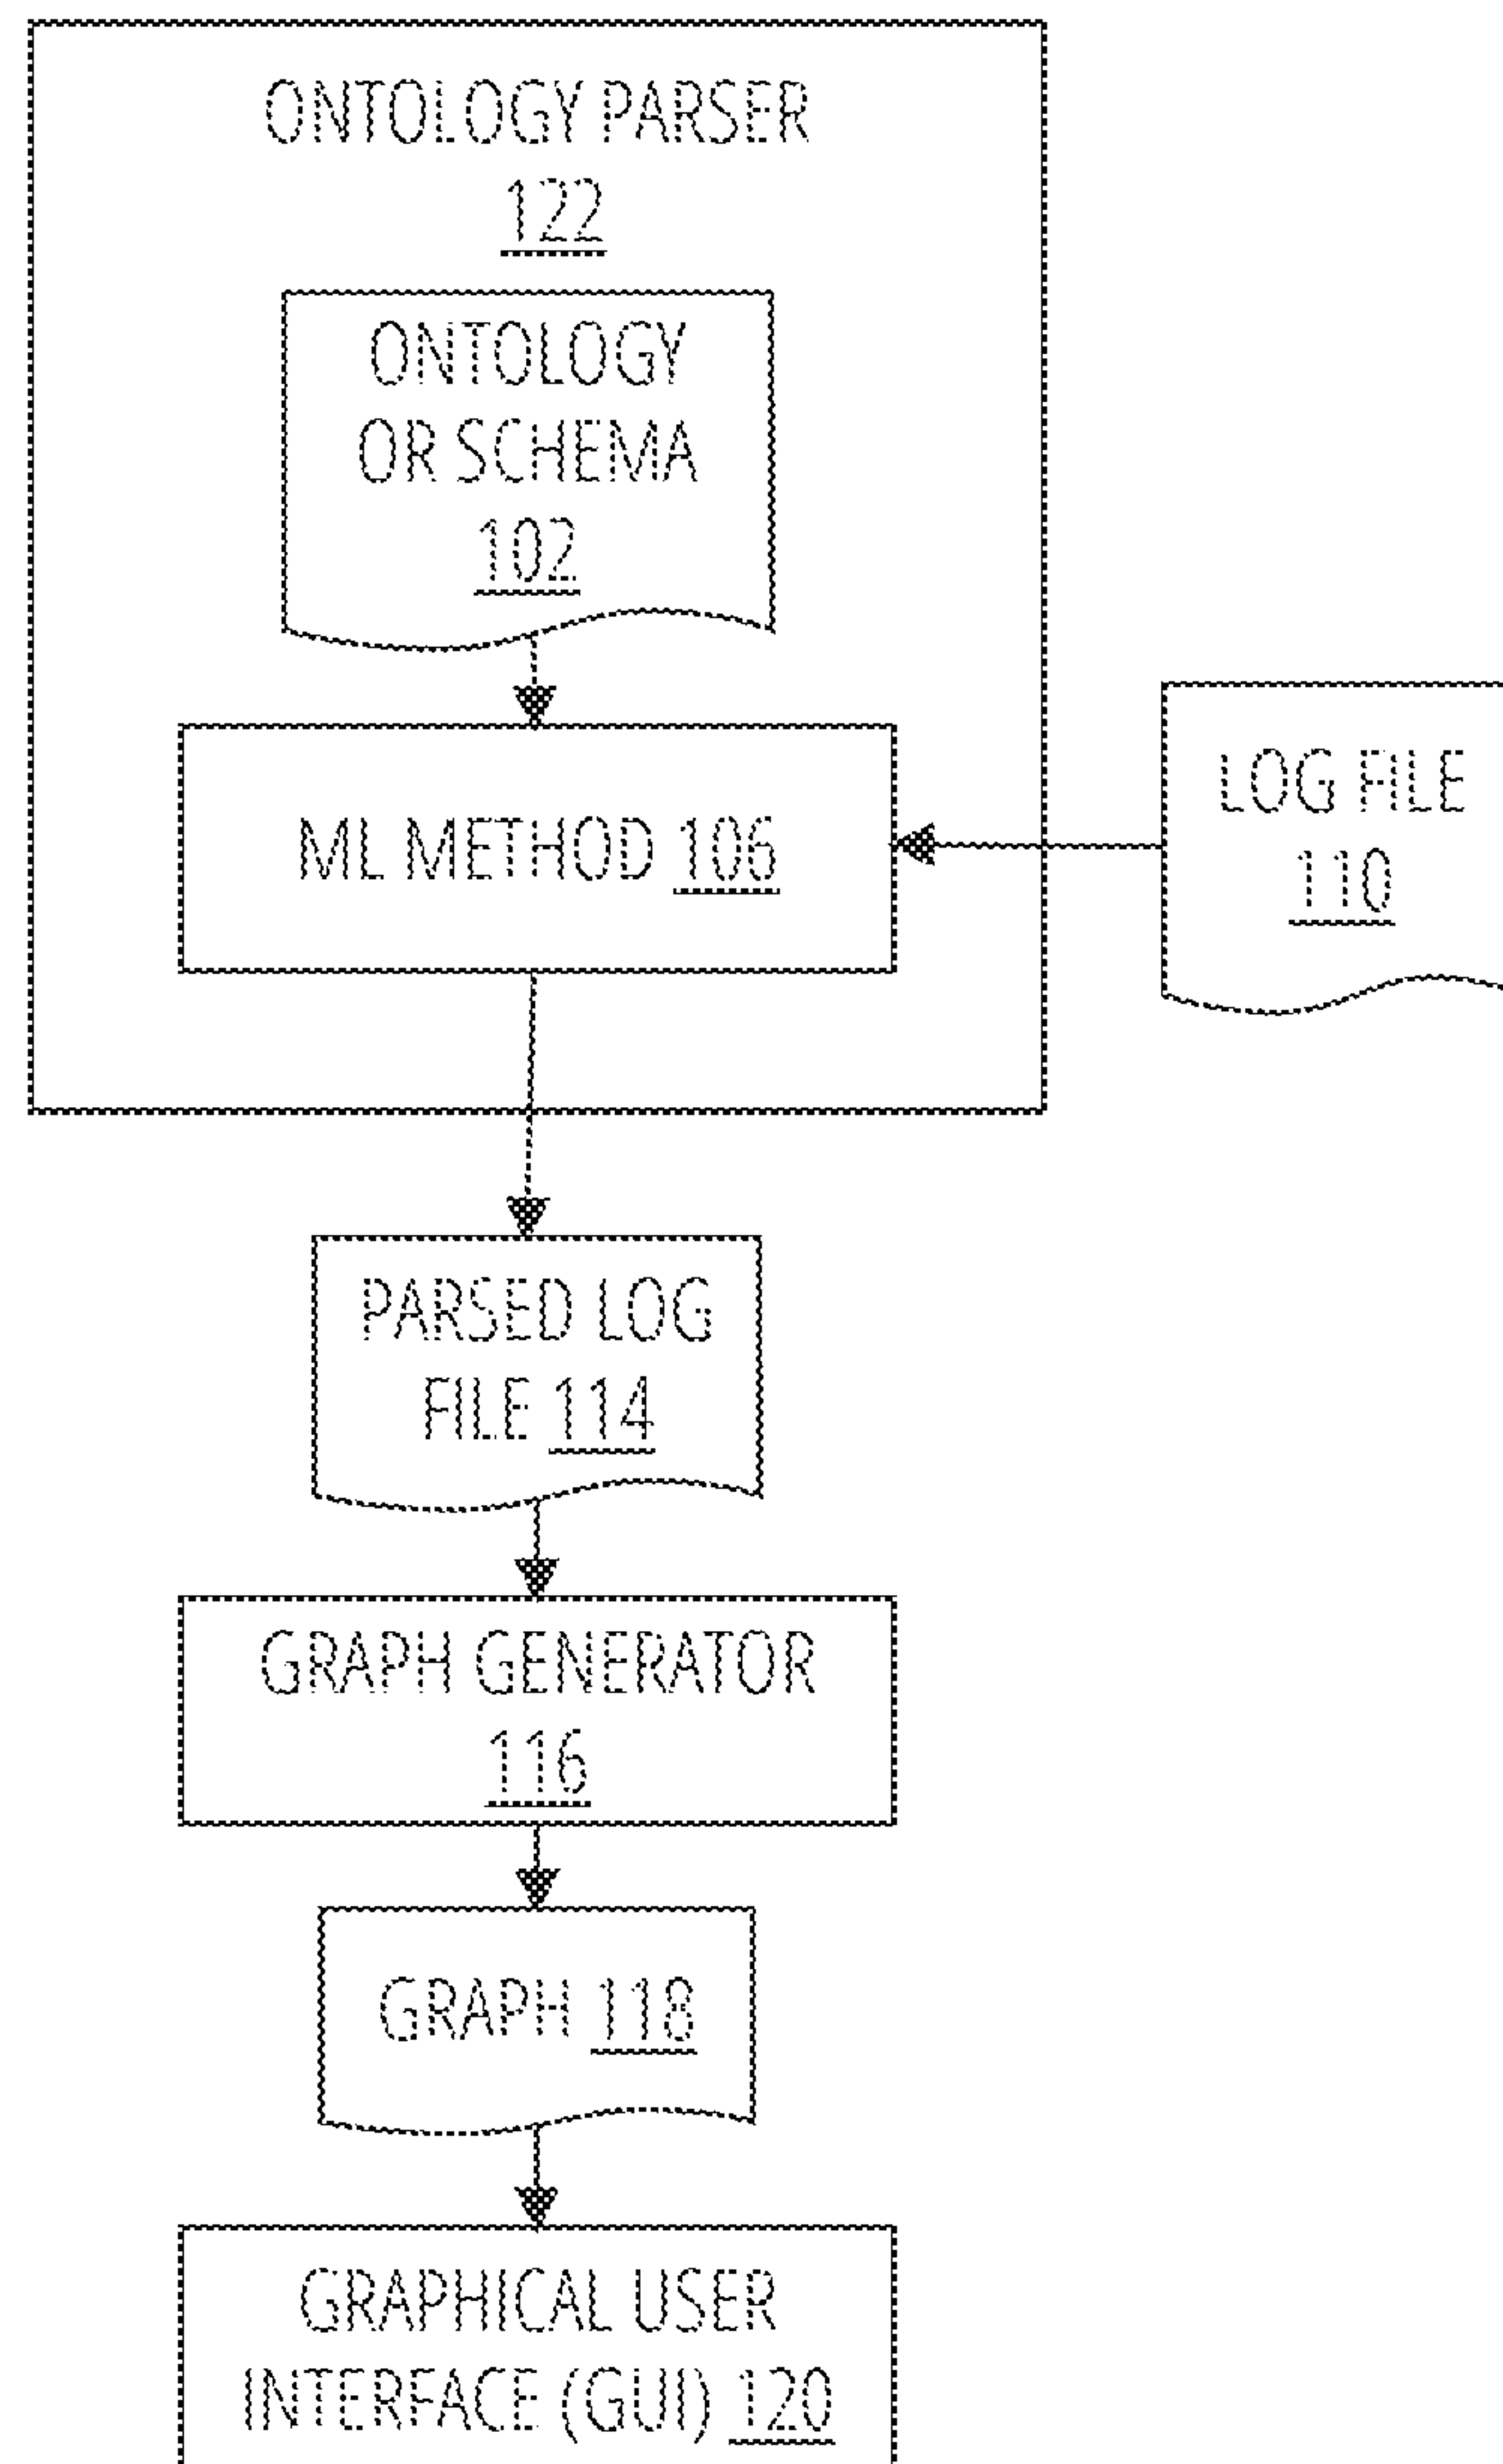 ONTOLOGY PARSER
122
ONTOLOGY
OR SCHEMA
102
ML METHOD 106
LOG FILE
110
PARSED LOG
FILE 114
GRAPH GENERATOR
116
GRAPH 118
GRAPHICAL USER
INTERFACE (GUI) 120